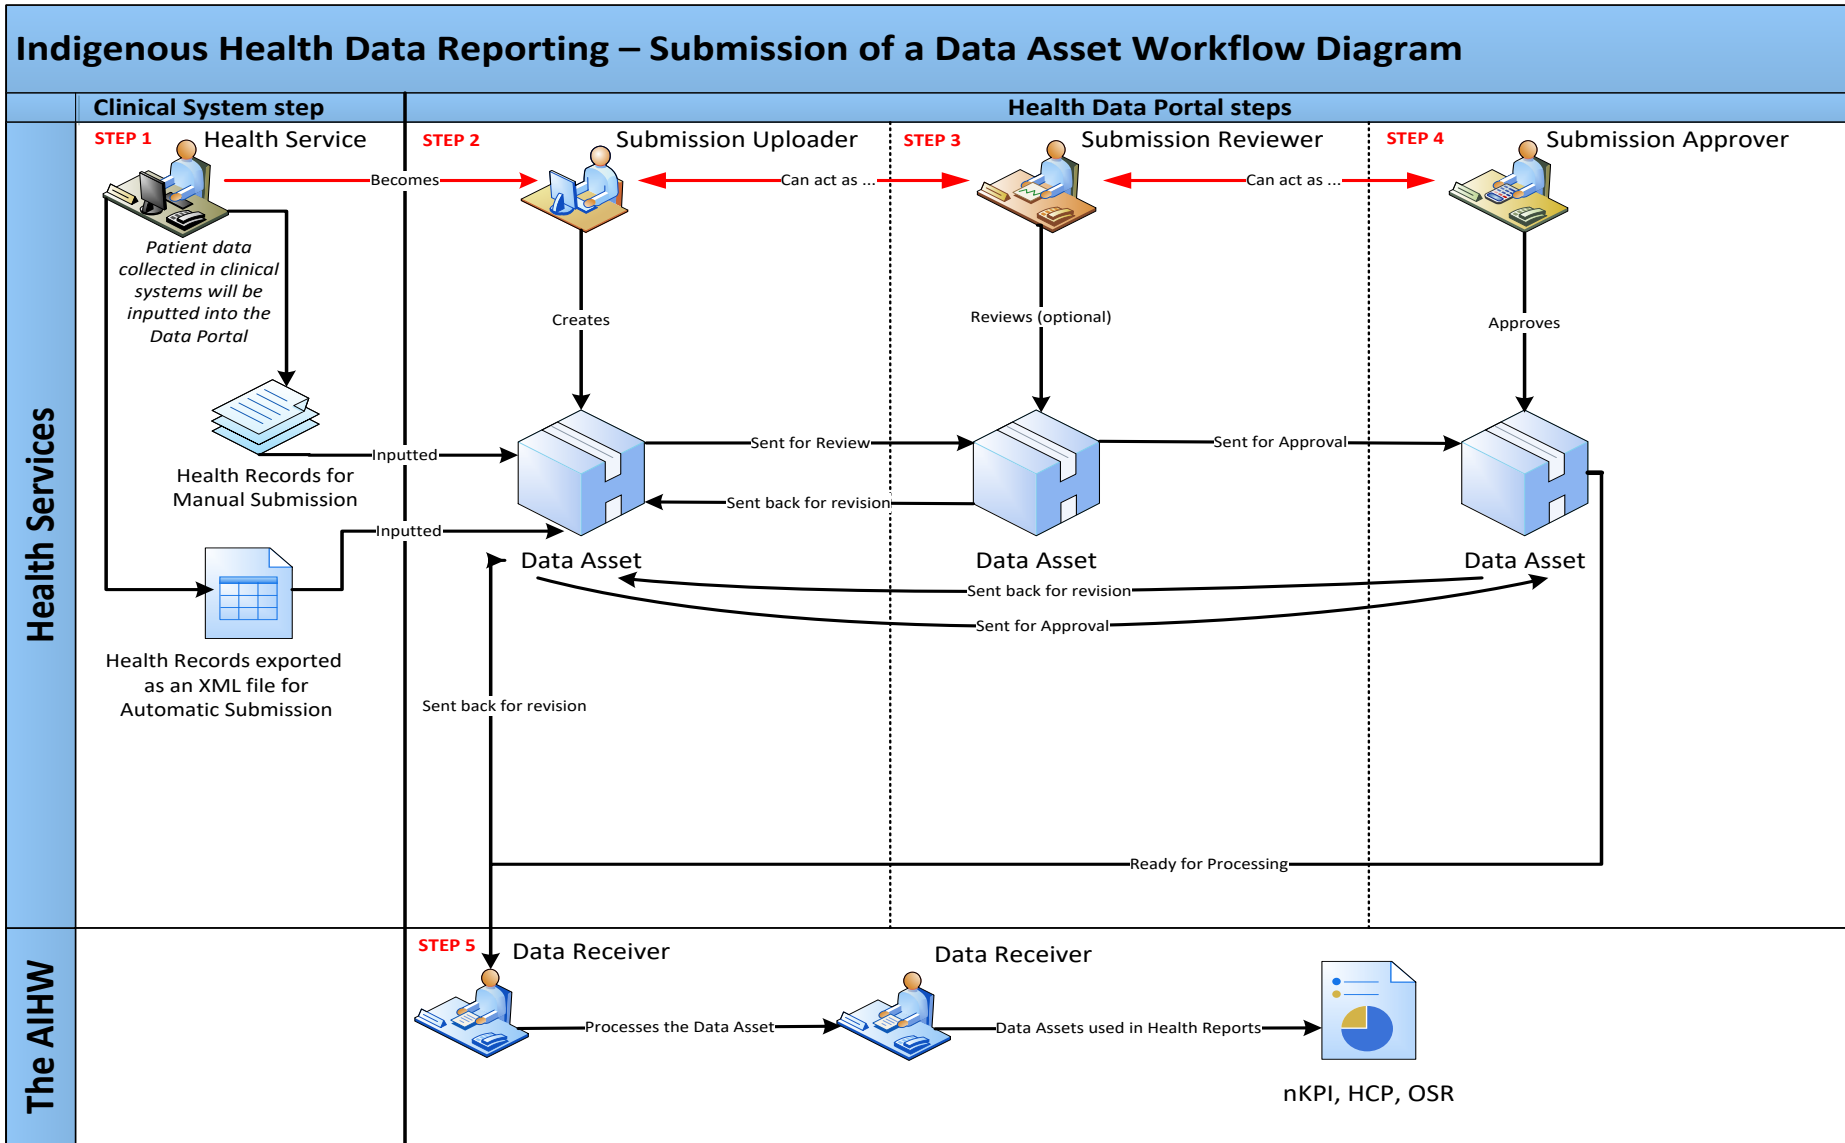 Indigenous Health Data Reporting – Submission of a Data Asset Workflow Diagram
Clinical System step
Health Data Portal steps
Health Services
STEP 1
Health Service
STEP 2
Submission Uploader
STEP 3
Submission Reviewer
STEP 4
Submission Approver
Becomes
Can act as ...
Can act as ...
Patient data
collected in clinical
systems will be
inputted into the
Data Portal
Creates
Reviews (optional)
Approves
Health Records for
Manual Submission
Inputted
Sent for Review
Sent for Approval
Sent back for revision
Inputted
Data Asset
Data Asset
Data Asset
Sent back for revision
Sent for Approval
Health Records exported
as an XML file for
Automatic Submission
Sent back for revision
Ready for Processing
The AIHW
STEP 5
Data Receiver
Data Receiver
Processes the Data Asset
Data Assets used in Health Reports
nKPI, HCP, OSR